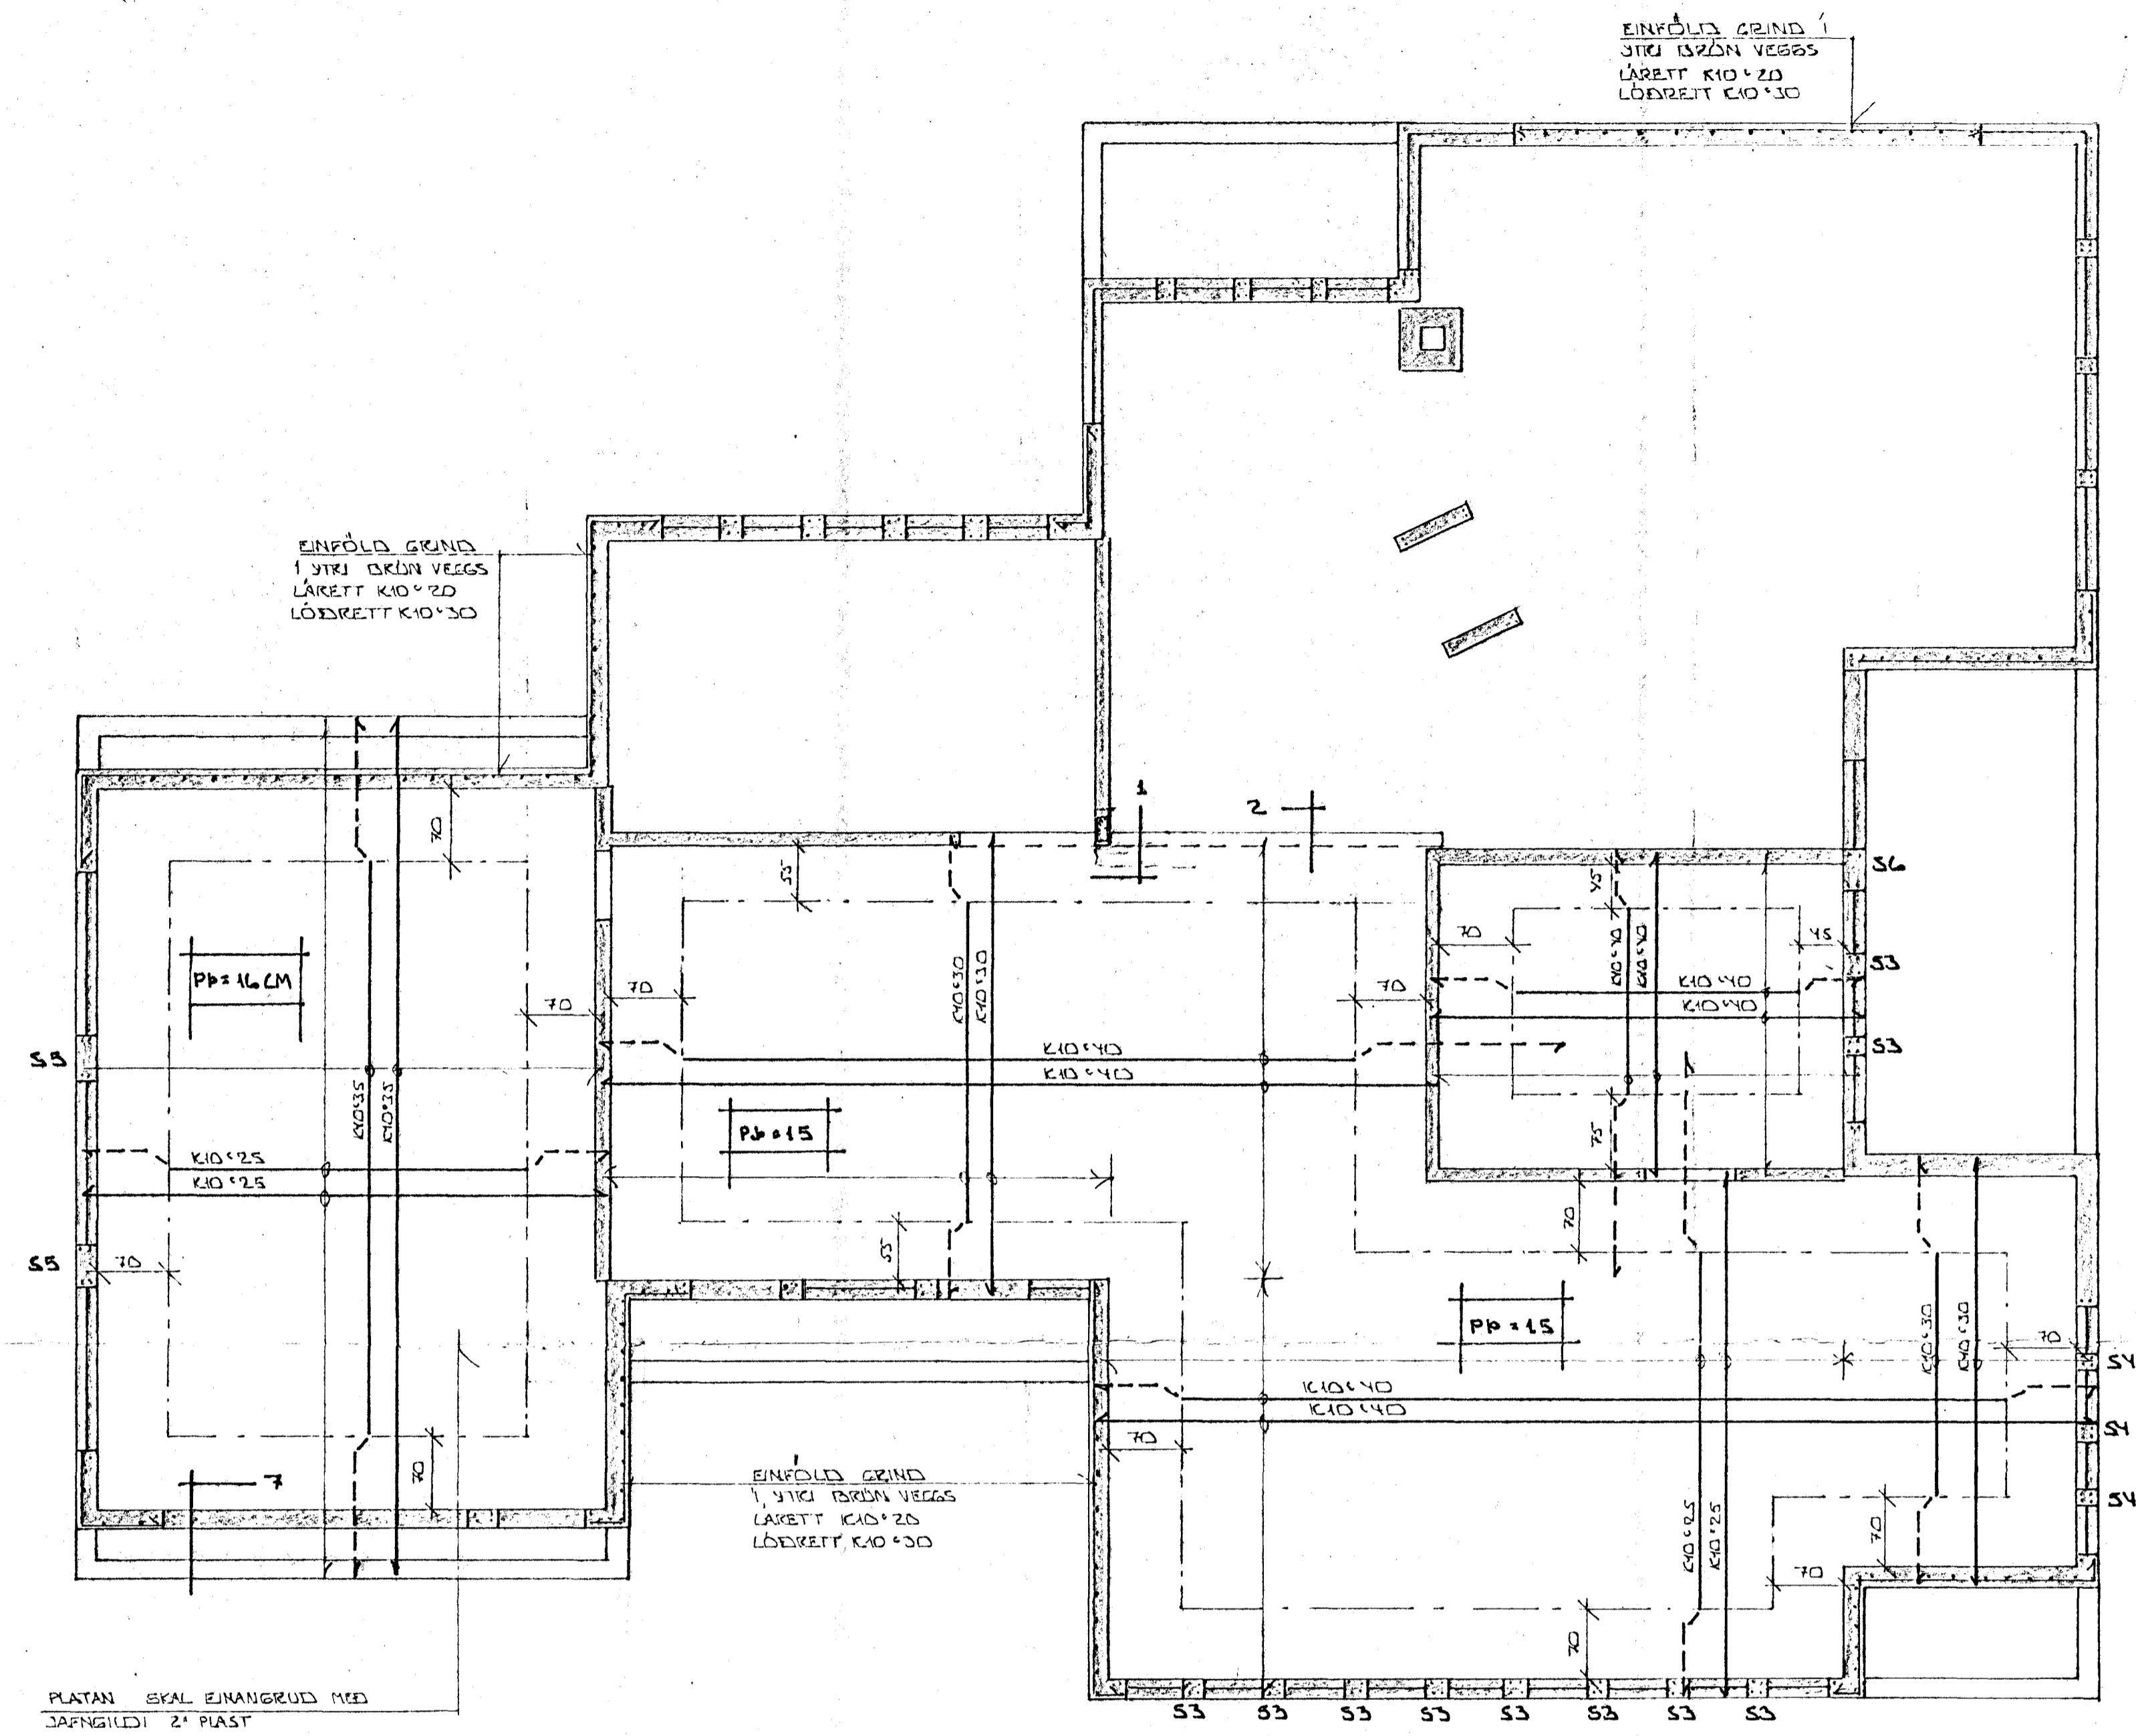 EINFÖLD GRIND Í
YTRI BRÚN VEGGS
LÁRETT K10 c 20
LÓÐRETT K10 c 30
EINFÖLD GRIND
Í YTRI BRÚN VEGGS
LÁRETT K10 c 20
LÓÐRETT K10 c 30
1
2
70
55
S6
45
70
45
Pþ = 16 CM
S3
K10 c 40
K10 c 40
K10 c 30
K10 c 30
K10 c 40
K10 c 40
70
70
70
S5
K10 c 40
K10 c 40
S3
K10 c 35
K10 c 35
Pþ = 15
75
K10 c 25
K10 c 25
70
55
S5
70
Pþ = 15
K10 c 30
K10 c 30
70
S4
K10 c 40
K10 c 40
70
S4
70
7
EINFÖLD GRIND
Í YTRI BRÚN VEGGS
LÁRETT K10 c 20
LÓÐRETT K10 c 30
K10 c 25
K10 c 25
S4
70
70
70
PLATAN SKAL EINANGRUÐ MEÐ
JAFNGILDI 2" PLAST
S3 S3 S3 S3 S3 S3 S3 S3